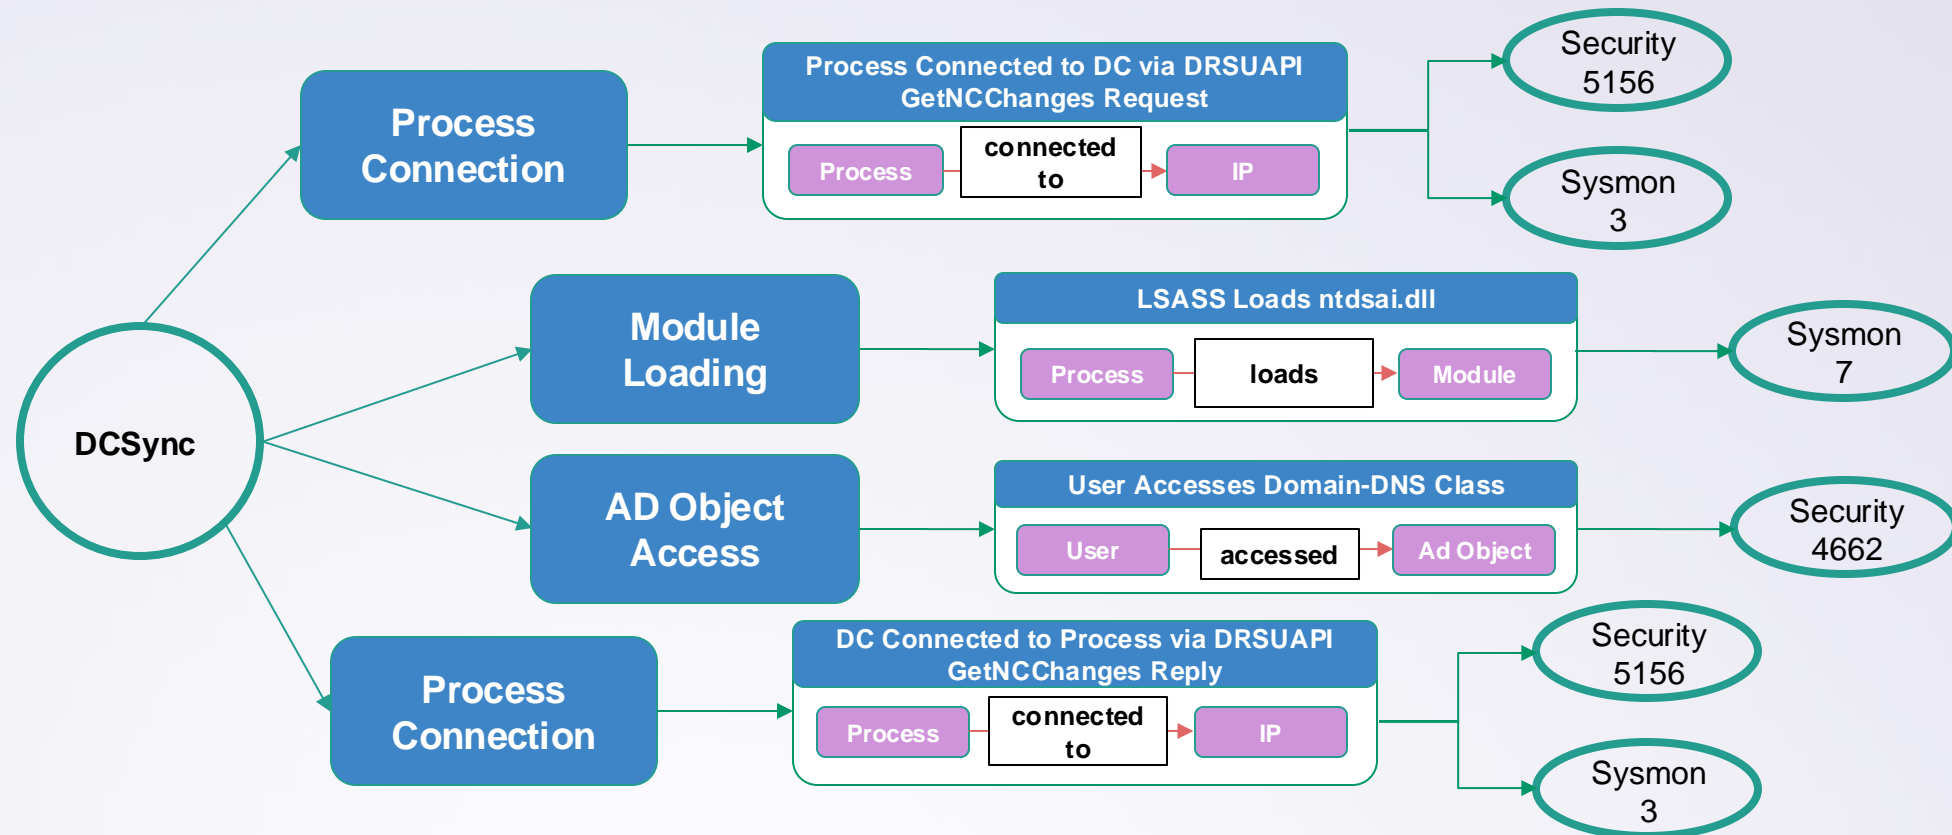 Process
Connection
Process Connected to DC via DRSUAPI
GetNCChanges Request
Process
connected
to
IP
Security
5156
Sysmon
3
DCSync
Module
Loading
LSASS Loads ntdsai.dll
Process
loads
Module
Sysmon
7
AD Object
Access
User Accesses Domain-DNS Class
User
accessed
Ad Object
Security
4662
Process
Connection
DC Connected to Process via DRSUAPI
GetNCChanges Reply
Process
connected
to
IP
Security
5156
Sysmon
3